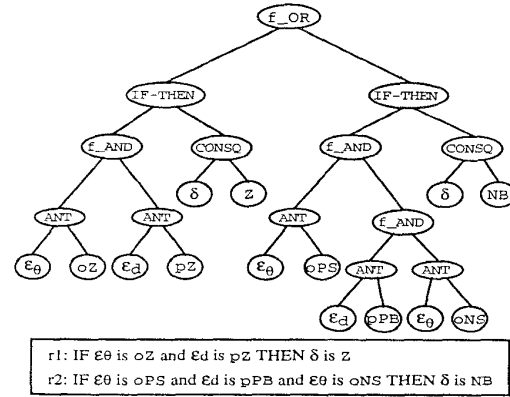 f_OR
IF-THEN IF-THEN
f_AND CONSQ f_AND CONSQ
ANT ANT δ Z ANT f_AND δ NB
εθ oZ εd pZ εθ oPS ANT ANT
εd pPB εθ oNS
r1: IF εθ is oZ and εd is pZ THEN δ is Z
r2: IF εθ is oPS and εd is pPB and εθ is oNS THEN δ is NB